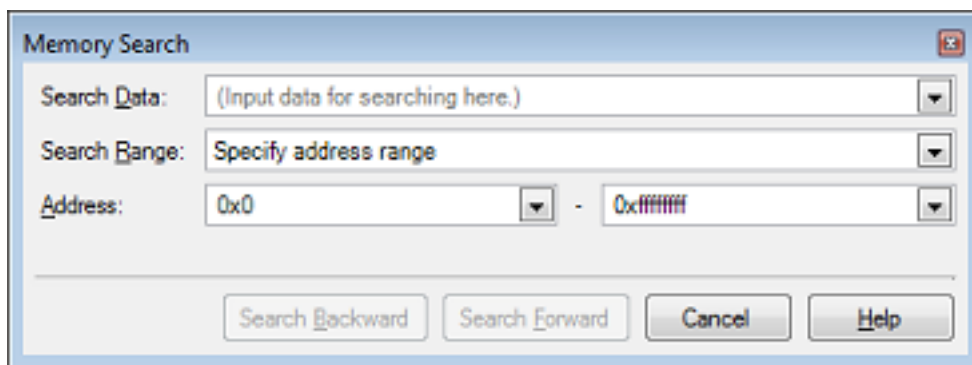 Memory Search
Search Data: (Input data for searching here.)
Search Range: Specify address range
Address: 0x0 - 0xffffffff
Search Backward Search Forward Cancel Help